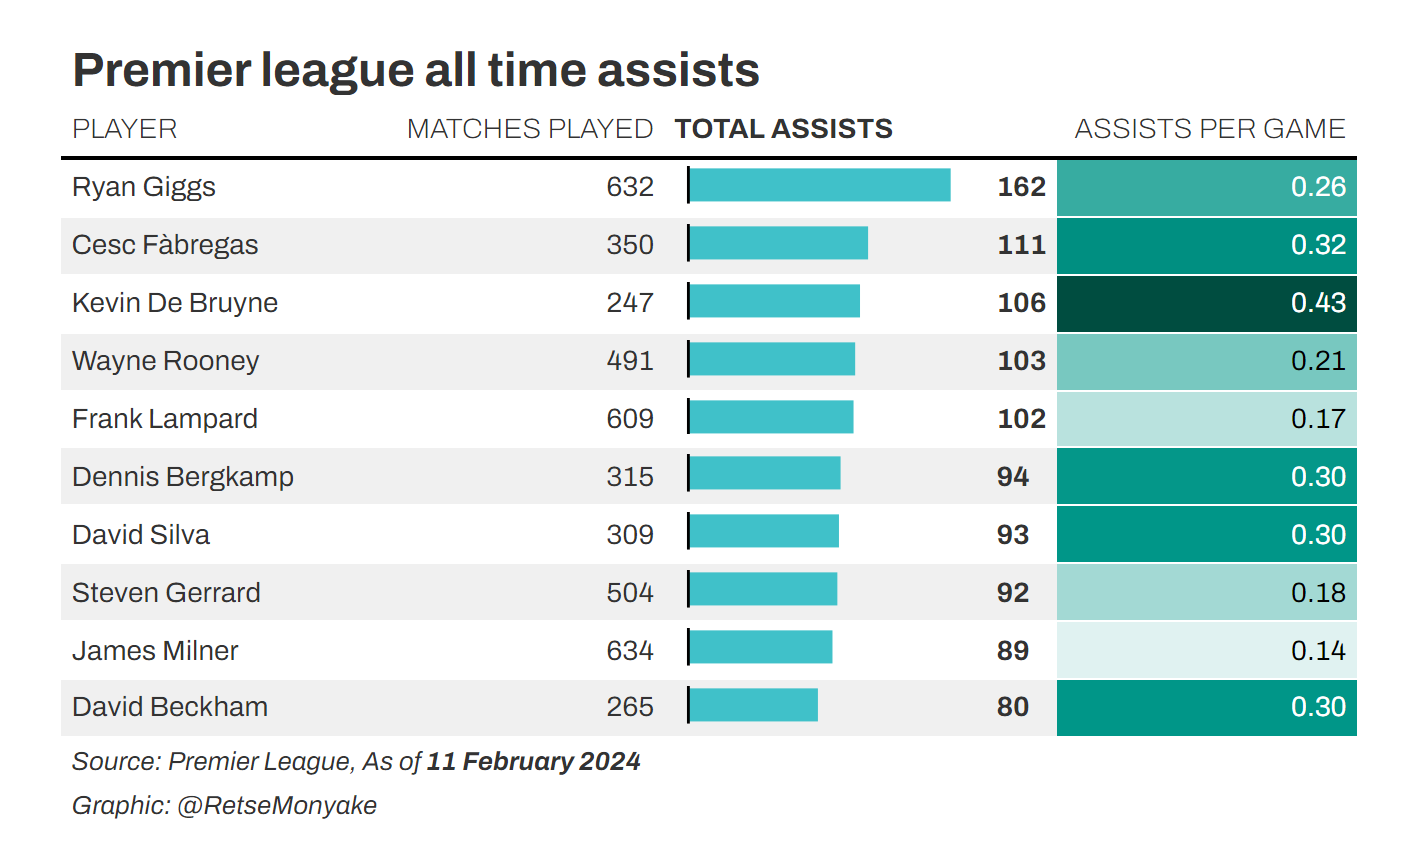 Premier league all time assists
PLAYER MATCHES PLAYED TOTAL ASSISTS ASSISTS PER GAME
Ryan Giggs 632 162 0.26
Cesc Fàbregas 350 111 0.32
Kevin De Bruyne 247 106 0.43
Wayne Rooney 491 103 0.21
Frank Lampard 609 102 0.17
Dennis Bergkamp 315 94 0.30
David Silva 309 93 0.30
Steven Gerrard 504 92 0.18
James Milner 634 89 0.14
David Beckham 265 80 0.30
Source: Premier League, As of 11 February 2024
Graphic: @RetseMonyake